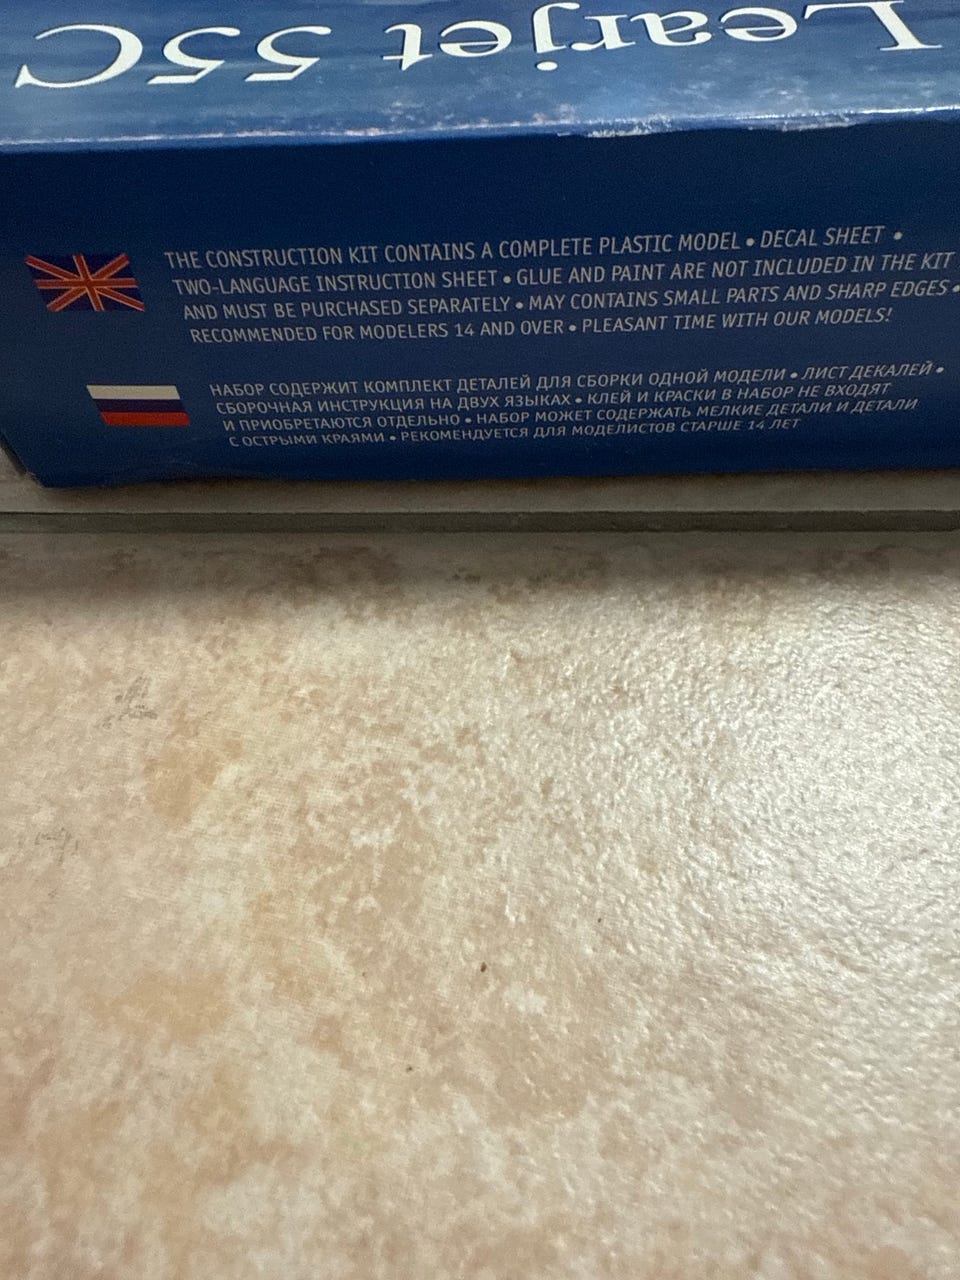 Learjet 55C
THE CONSTRUCTION KIT CONTAINS A COMPLETE PLASTIC MODEL • DECAL SHEET •
TWO-LANGUAGE INSTRUCTION SHEET • GLUE AND PAINT ARE NOT INCLUDED IN THE KIT
AND MUST BE PURCHASED SEPARATELY • MAY CONTAINS SMALL PARTS AND SHARP EDGES •
RECOMMENDED FOR MODELERS 14 AND OVER • PLEASANT TIME WITH OUR MODELS!
НАБОР СОДЕРЖИТ КОМПЛЕКТ ДЕТАЛЕЙ ДЛЯ СБОРКИ ОДНОЙ МОДЕЛИ • ЛИСТ ДЕКАЛЕЙ •
СБОРОЧНАЯ ИНСТРУКЦИЯ НА ДВУХ ЯЗЫКАХ • КЛЕЙ И КРАСКИ В НАБОР НЕ ВХОДЯТ
И ПРИОБРЕТАЮТСЯ ОТДЕЛЬНО • НАБОР МОЖЕТ СОДЕРЖАТЬ МЕЛКИЕ ДЕТАЛИ И ДЕТАЛИ
С ОСТРЫМИ КРАЯМИ • РЕКОМЕНДУЕТСЯ ДЛЯ МОДЕЛИСТОВ СТАРШЕ 14 ЛЕТ